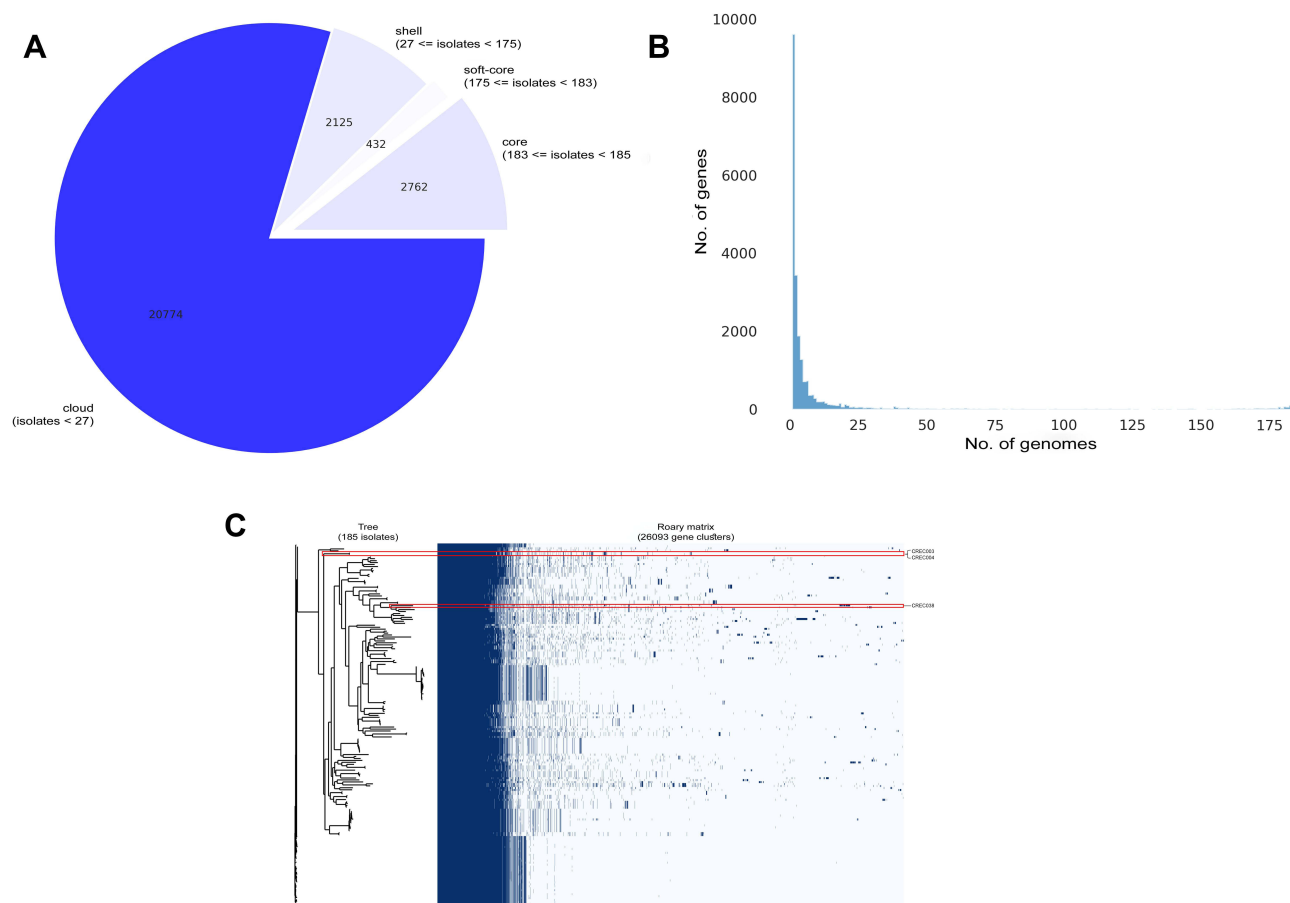 A
shell
(27 <= isolates < 175)
soft-core
(175 <= isolates < 183)
2125
432
core
(183 <= isolates < 185
2762
20774
cloud
(isolates < 27)
B
10000
8000
6000
4000
2000
0
No. of genes
0 25 50 75 100 125 150 175
No. of genomes
C
Tree
(185 isolates)
Roary matrix
(26093 gene clusters)
CREC003
CREC004
CREC038